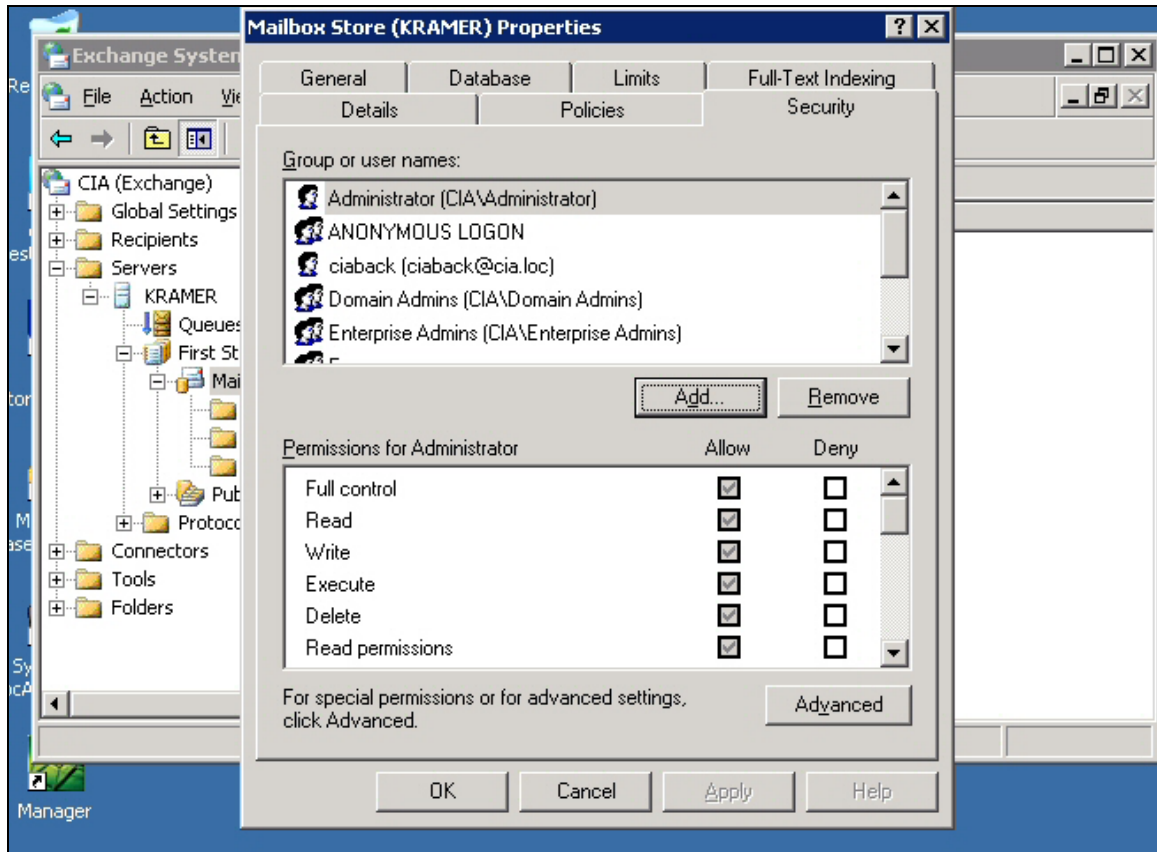 Mailbox Store (KRAMER) Properties
Exchange System
File Action
General Database Limits Full-Text Indexing
Details Policies Security
Group or user names:
Administrator (CIA\Administrator)
ANONYMOUS LOGON
ciaback (ciaback@cia.loc)
Domain Admins (CIA\Domain Admins)
Enterprise Admins (CIA\Enterprise Admins)
Add... Remove
Permissions for Administrator Allow Deny
Full control
Read
Write
Execute
Delete
Read permissions
For special permissions or for advanced settings,
click Advanced.
Advanced
OK Cancel Apply Help
CIA (Exchange)
Global Settings
Recipients
Servers
KRAMER
Queues
First St
Mai
Pub
Protoco
Connectors
Tools
Folders
Manager